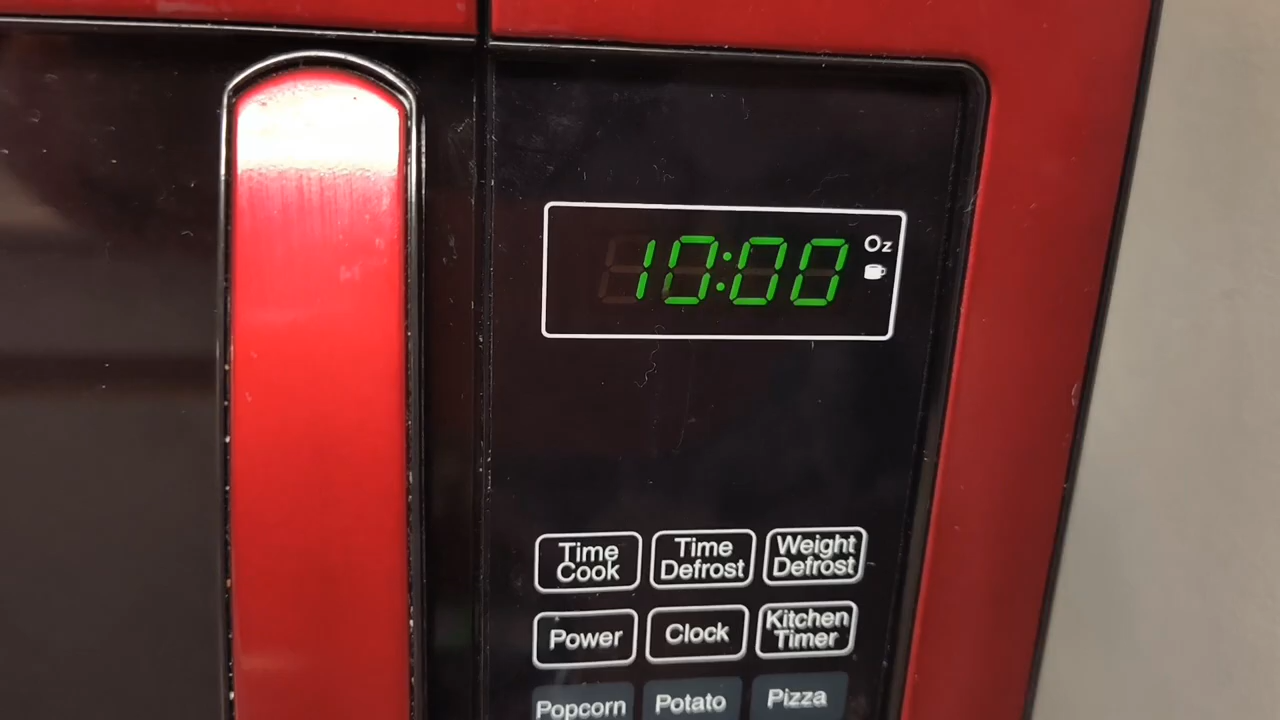 10:00
Oz
Time
Cook
Time
Defrost
Weight
Defrost
Power
Clock
Kitchen
Timer
Popcorn
Potato
Pizza